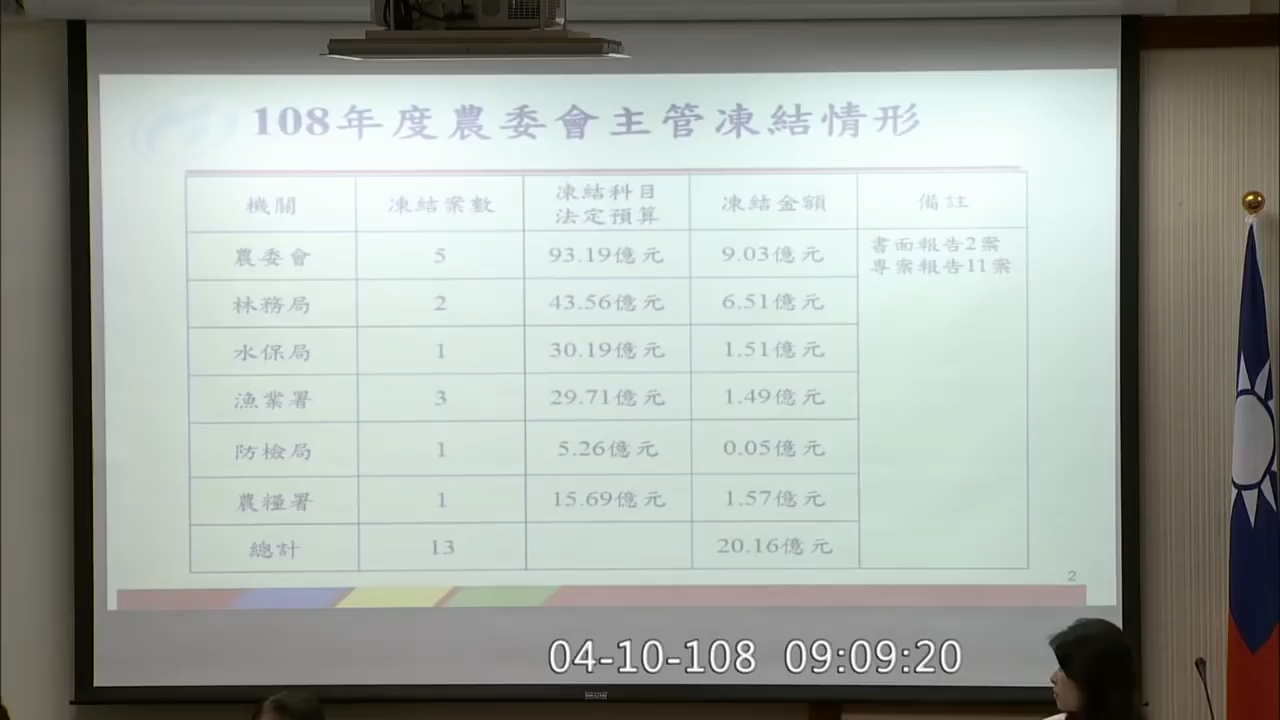 108年度農委會主管凍結情形
機關 凍結案數 凍結科目 法定預算 凍結金額 備註
農委會 5 93.19億元 9.03億元 書面報告2案 專案報告11案
林務局 2 43.56億元 6.51億元
水保局 1 30.19億元 1.51億元
漁業署 3 29.71億元 1.49億元
防檢局 1 5.26億元 0.05億元
農糧署 1 15.69億元 1.57億元
總計 13 20.16億元
2
04-10-108 09:09:20